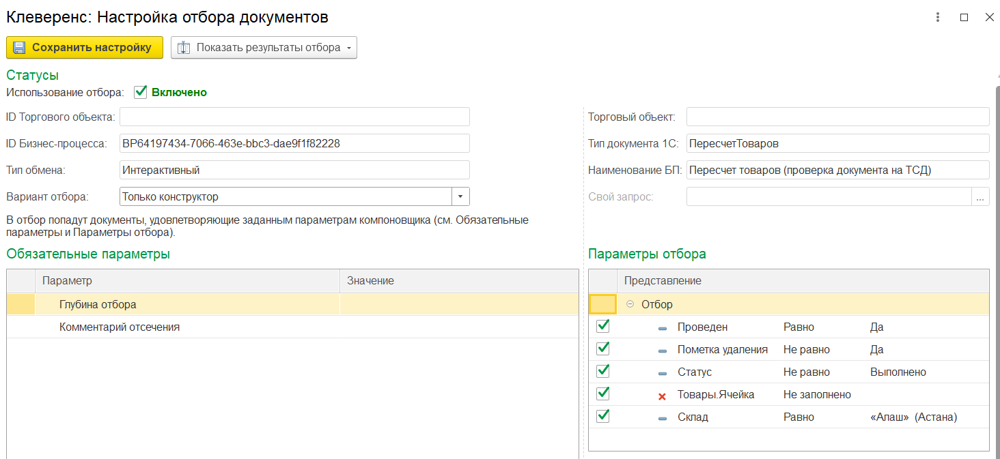 Клеверенс: Настройка отбора документов
Сохранить настройку
Показать результаты отбора
Статусы
Использование отбора: Включено
ID Торгового объекта:
Торговый объект:
ID Бизнес-процесса: BP64197434-7066-463e-bbc3-dae9f1f82228
Тип документа 1С: ПересчетТоваров
Тип обмена: Интерактивный
Наименование БП: Пересчет товаров (проверка документа на ТСД)
Вариант отбора: Только конструктор
Свой запрос: ...
В отбор попадут документы, удовлетворяющие заданным параметрам компоновщика (см. Обязательные
параметры и Параметры отбора).
Обязательные параметры
Параметр Значение
Глубина отбора
Комментарий отсечения
Параметры отбора
Представление
Отбор
Проведен Равно Да
Пометка удаления Не равно Да
Статус Не равно Выполнено
Товары.Ячейка Не заполнено
Склад Равно «Алаш» (Астана)